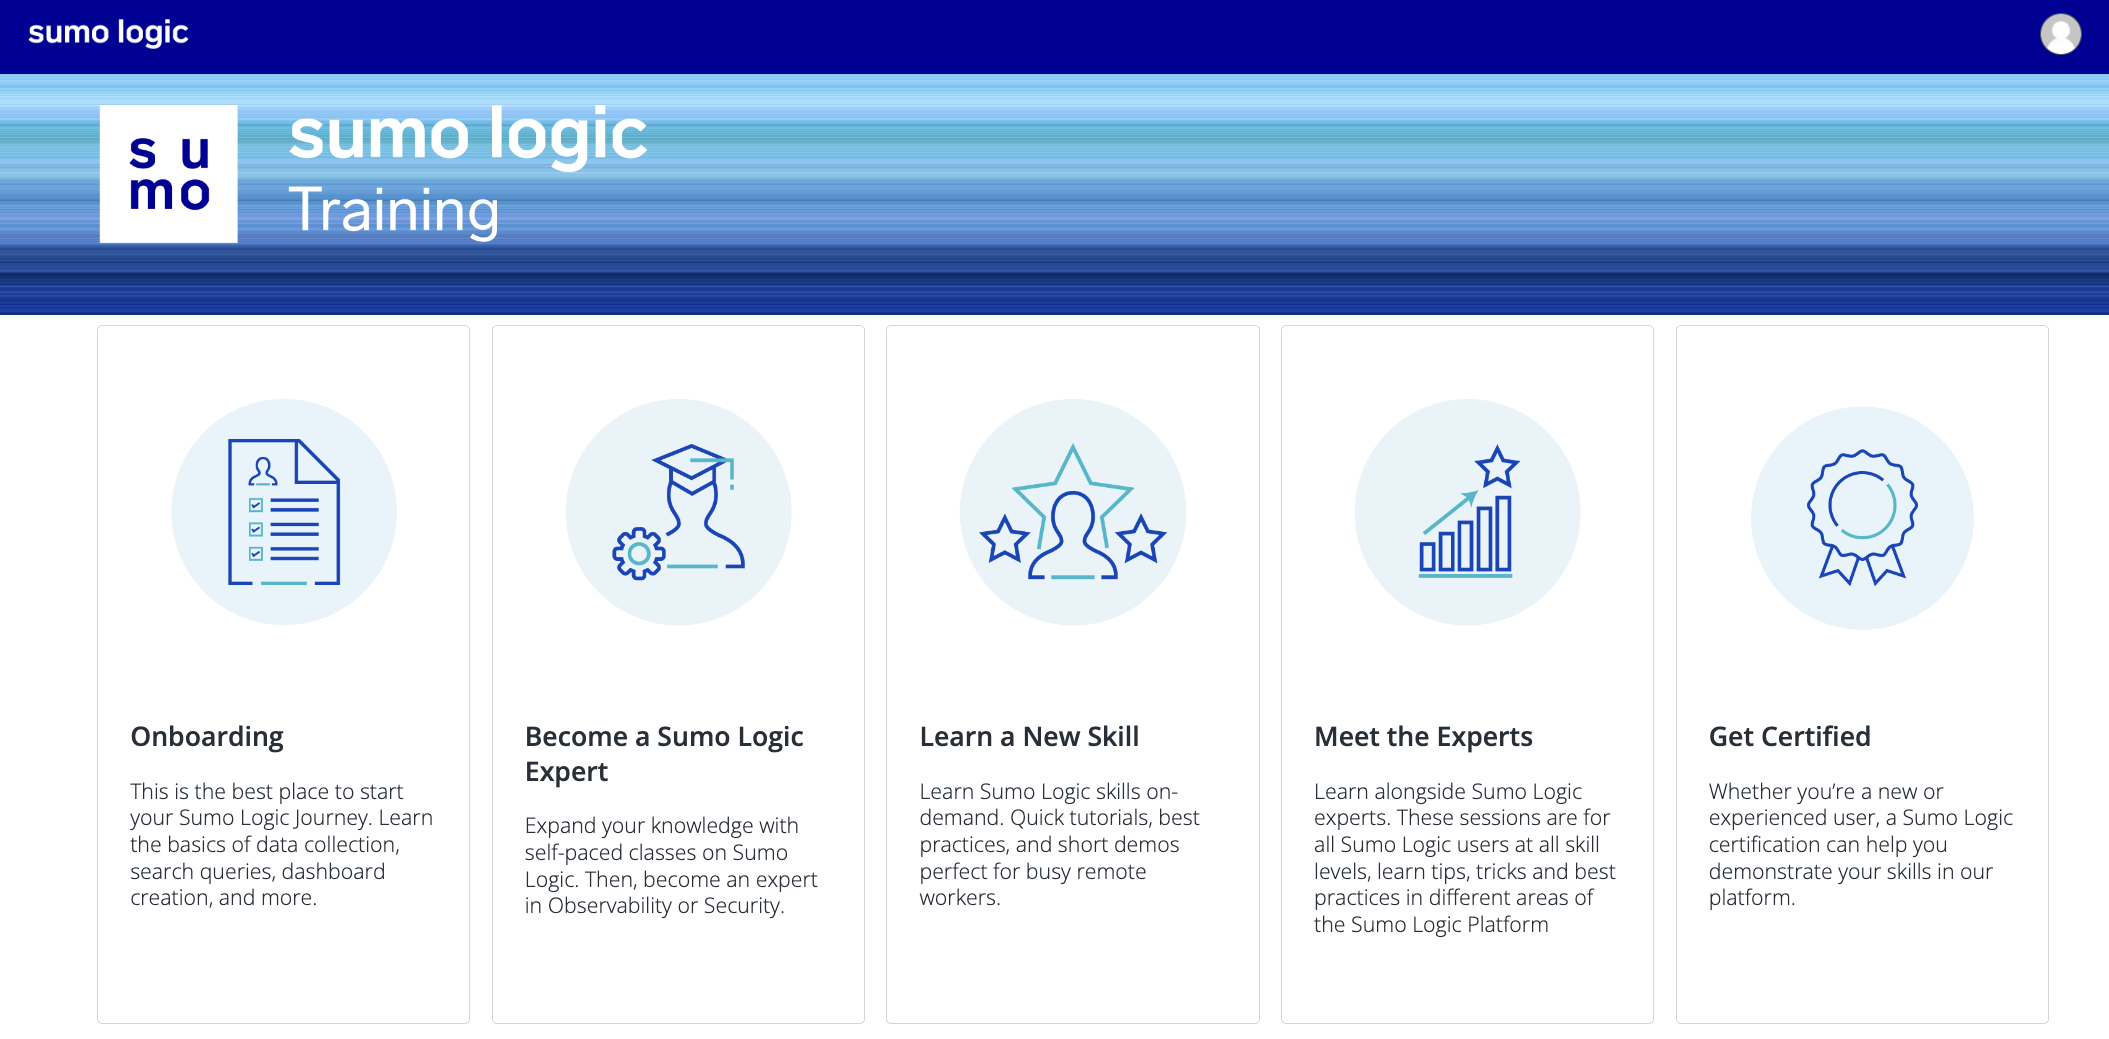 sumo logic
su
mo
sumo logic
Training
Onboarding
This is the best place to start
your Sumo Logic Journey. Learn
the basics of data collection,
search queries, dashboard
creation, and more.
Become a Sumo Logic
Expert
Expand your knowledge with
self-paced classes on Sumo
Logic. Then, become an expert
in Observability or Security.
Learn a New Skill
Learn Sumo Logic skills on-
demand. Quick tutorials, best
practices, and short demos
perfect for busy remote
workers.
Meet the Experts
Learn alongside Sumo Logic
experts. These sessions are for
all Sumo Logic users at all skill
levels, learn tips, tricks and best
practices in different areas of
the Sumo Logic Platform
Get Certified
Whether you’re a new or
experienced user, a Sumo Logic
certification can help you
demonstrate your skills in our
platform.